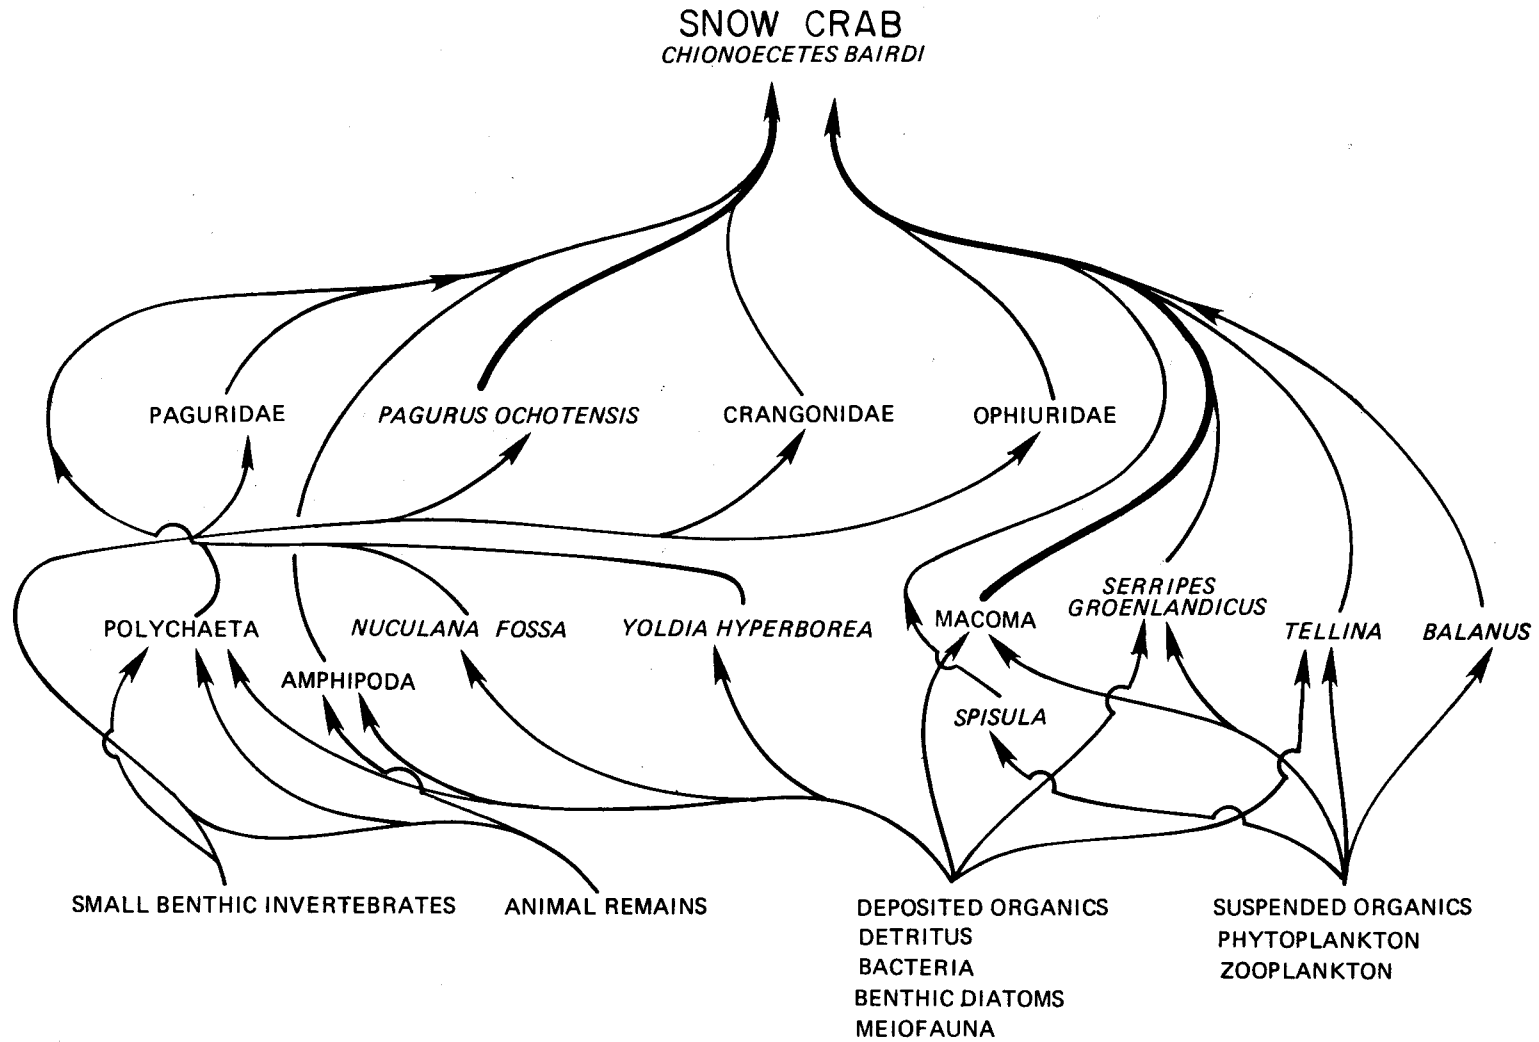 SNOW CRAB
CHIONOECETES BAIRDI
PAGURIDAE
PAGURUS OCHOTENSIS
CRANGONIDAE
OPHIURIDAE
POLYCHAETA
NUCULANA FOSSA
YOLDIA HYPERBOREA
MACOMA
SERRIPES
GROENLANDICUS
TELLINA
BALANUS
AMPHIPODA
SPISULA
SMALL BENTHIC INVERTEBRATES
ANIMAL REMAINS
DEPOSITED ORGANICS
DETRITUS
BACTERIA
BENTHIC DIATOMS
MEIOFAUNA
SUSPENDED ORGANICS
PHYTOPLANKTON
ZOOPLANKTON